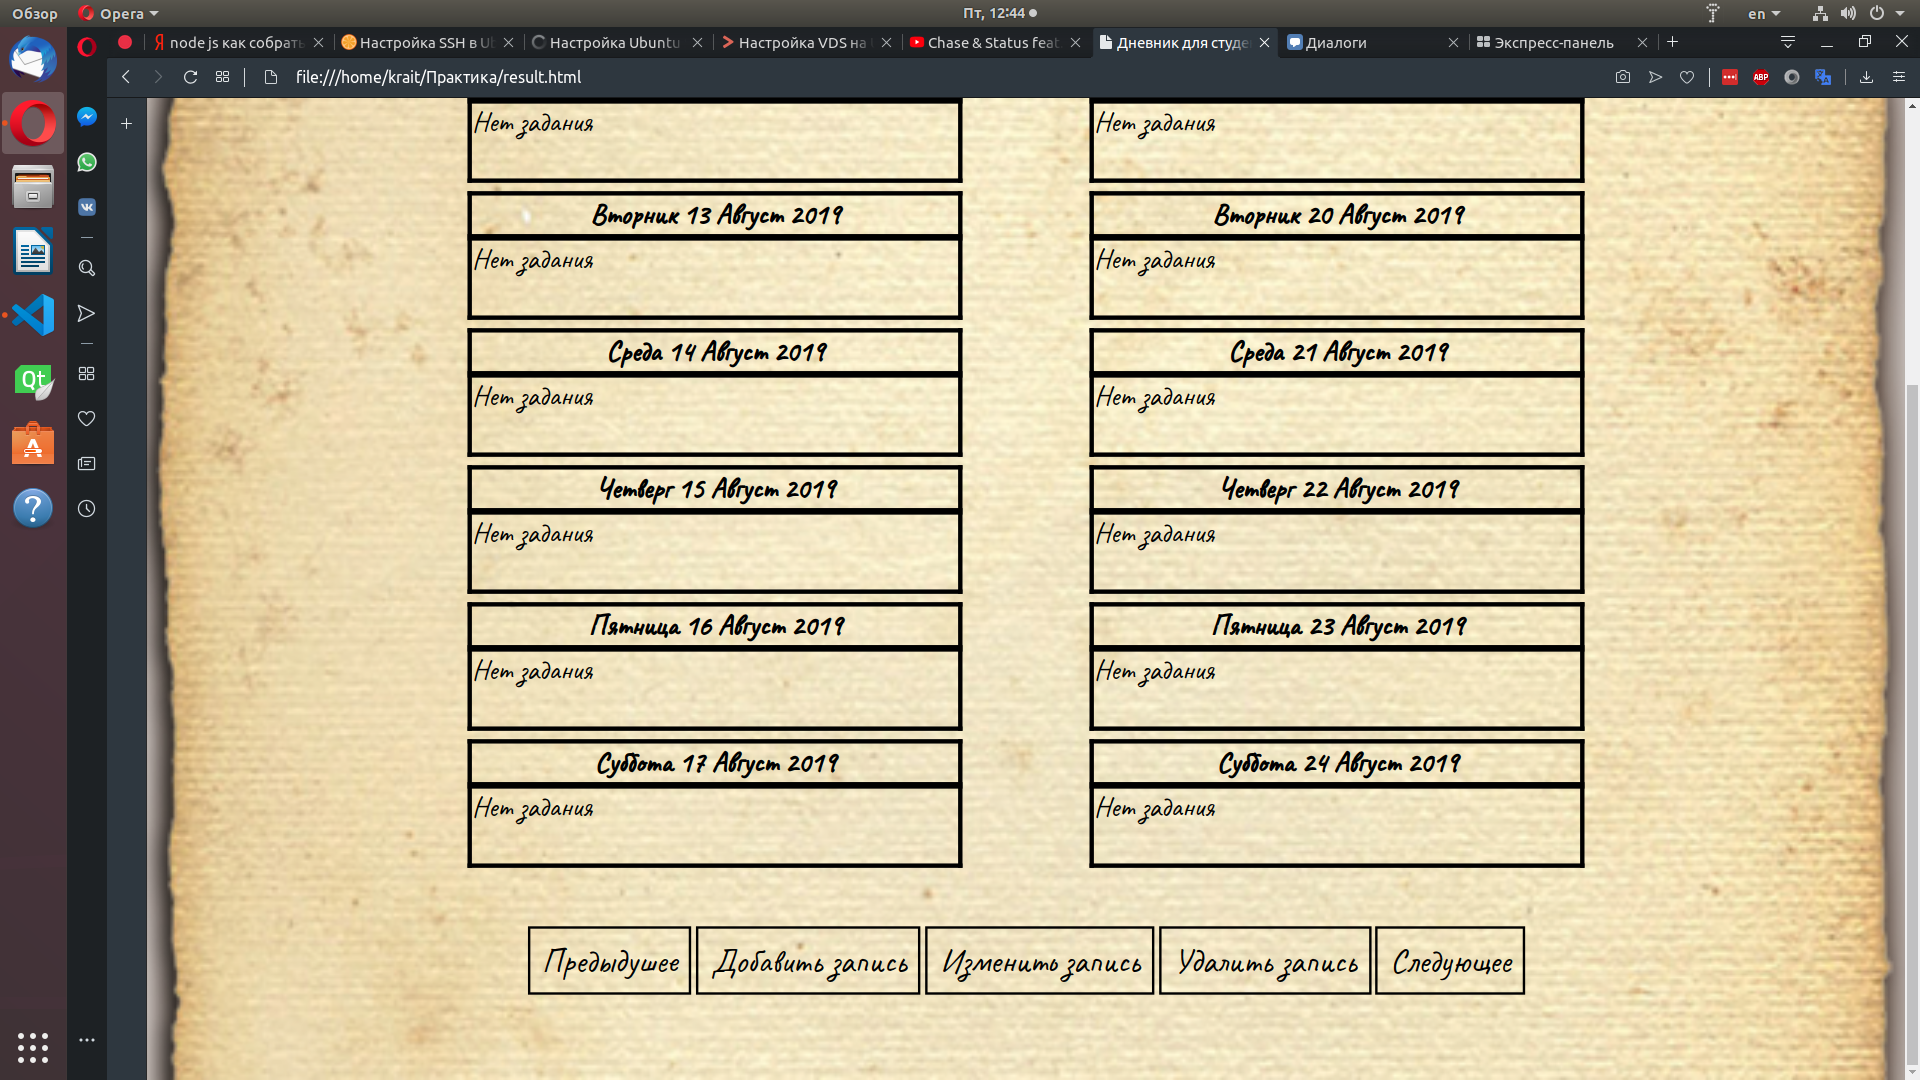 Обзор
Opera
Пт, 12:44
en
node js как собрать
Настройка SSH в Ub
Настройка Ubuntu
Настройка VDS на
Chase & Status feat.
Дневник для студе
Диалоги
Экспресс-панель
file:///home/krait/Практика/result.html
ABP
Qt
Нет задания
Нет задания
Вторник 13 Август 2019
Вторник 20 Август 2019
Нет задания
Нет задания
Среда 14 Август 2019
Среда 21 Август 2019
Нет задания
Нет задания
Четверг 15 Август 2019
Четверг 22 Август 2019
Нет задания
Нет задания
Пятница 16 Август 2019
Пятница 23 Август 2019
Нет задания
Нет задания
Суббота 17 Август 2019
Суббота 24 Август 2019
Нет задания
Нет задания
Предыдушее
Добавить запись
Изменить запись
Удалить запись
Следующее